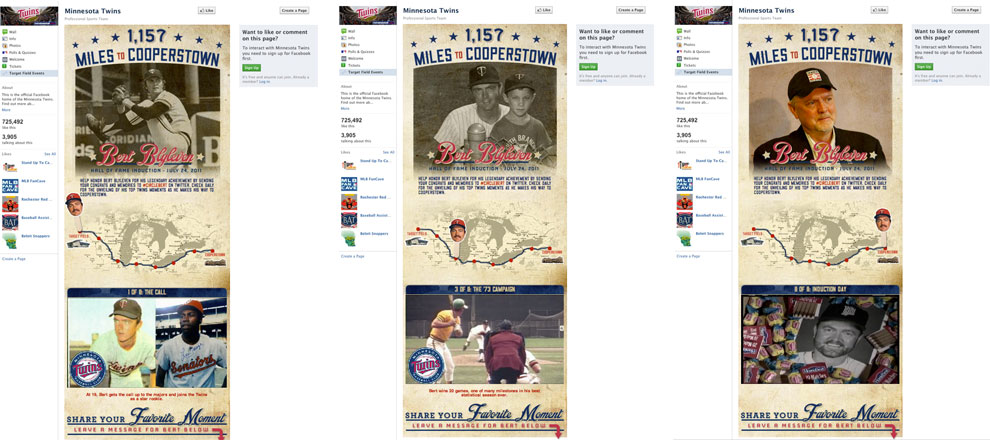 Minnesota Twins
Professional Sports Team
Like
Create a Page
Wall
Info
Photos
Polls & Quizzes
Welcome
Tickets
Target Field Events
About
This is the official Facebook
home of the Minnesota Twins.
Find out more ab...
More
725,492
like this
3,905
talking about this
Likes
See All
Stand Up To Ca...
MLB FanCave
Rochester Red ...
Baseball Assist...
Beloit Snappers
Create a Page
1,157
MILES TO COOPERSTOWN
Bert Blyleven
HALL OF FAME INDUCTION - JULY 24, 2011
HELP HONOR BERT BLYLEVEN FOR HIS LEGENDARY ACHIEVEMENT BY SENDING
YOUR CONGRATS AND MEMORIES TO #CIRCLEBERT ON TWITTER. CHECK DAILY
FOR THE UNVEILING OF HIS TOP TWINS MOMENTS AS HE MAKES HIS WAY TO
COOPERSTOWN.
TARGET FIELD
COOPERSTOWN
1 OF 8: THE CALL
Senators
MINNESOTA
Twins
BASEBALL CLUB
At 19, Bert gets the call up to the majors and joins the Twins
as a star rookie.
SHARE YOUR Favorite Moment
LEAVE A MESSAGE FOR BERT BELOW
Want to like or comment
on this page?
To interact with Minnesota Twins
you need to sign up for Facebook
first.
Sign Up
It's free and anyone can join. Already a
member? Log in.
Minnesota Twins
Professional Sports Team
Like
Create a Page
Wall
Info
Photos
Polls & Quizzes
Welcome
Tickets
Target Field Events
About
This is the official Facebook
home of the Minnesota Twins.
Find out more ab...
More
725,492
like this
3,905
talking about this
Likes
See All
Stand Up To Ca...
MLB FanCave
Rochester Red ...
Baseball Assist...
Beloit Snappers
Create a Page
1,157
MILES TO COOPERSTOWN
Bert Blyleven
HALL OF FAME INDUCTION - JULY 24, 2011
HELP HONOR BERT BLYLEVEN FOR HIS LEGENDARY ACHIEVEMENT BY SENDING
YOUR CONGRATS AND MEMORIES TO #CIRCLEBERT ON TWITTER. CHECK DAILY
FOR THE UNVEILING OF HIS TOP TWINS MOMENTS AS HE MAKES HIS WAY TO
COOPERSTOWN.
TARGET FIELD
COOPERSTOWN
3 OF 8: THE '73 CAMPAIGN
MINNESOTA
Twins
BASEBALL CLUB
Bert wins 20 games, one of many milestones in his best
statistical season ever.
SHARE YOUR Favorite Moment
LEAVE A MESSAGE FOR BERT BELOW
Want to like or comment
on this page?
To interact with Minnesota Twins
you need to sign up for Facebook
first.
Sign Up
It's free and anyone can join. Already a
member? Log in.
Minnesota Twins
Professional Sports Team
Like
Create a Page
Wall
Info
Photos
Polls & Quizzes
Welcome
Tickets
Target Field Events
About
This is the official Facebook
home of the Minnesota Twins.
Find out more ab...
More
725,492
like this
3,905
talking about this
Likes
See All
Stand Up To Ca...
MLB FanCave
Rochester Red ...
Baseball Assist...
Beloit Snappers
Create a Page
1,157
MILES TO COOPERSTOWN
Bert Blyleven
HALL OF FAME INDUCTION - JULY 24, 2011
HELP HONOR BERT BLYLEVEN FOR HIS LEGENDARY ACHIEVEMENT BY SENDING
YOUR CONGRATS AND MEMORIES TO #CIRCLEBERT ON TWITTER. CHECK DAILY
FOR THE UNVEILING OF HIS TOP TWINS MOMENTS AS HE MAKES HIS WAY TO
COOPERSTOWN.
TARGET FIELD
COOPERSTOWN
8 OF 8: INDUCTION DAY
SHARE YOUR Favorite Moment
LEAVE A MESSAGE FOR BERT BELOW
Want to like or comment
on this page?
To interact with Minnesota Twins
you need to sign up for Facebook
first.
Sign Up
It's free and anyone can join. Already a
member? Log in.